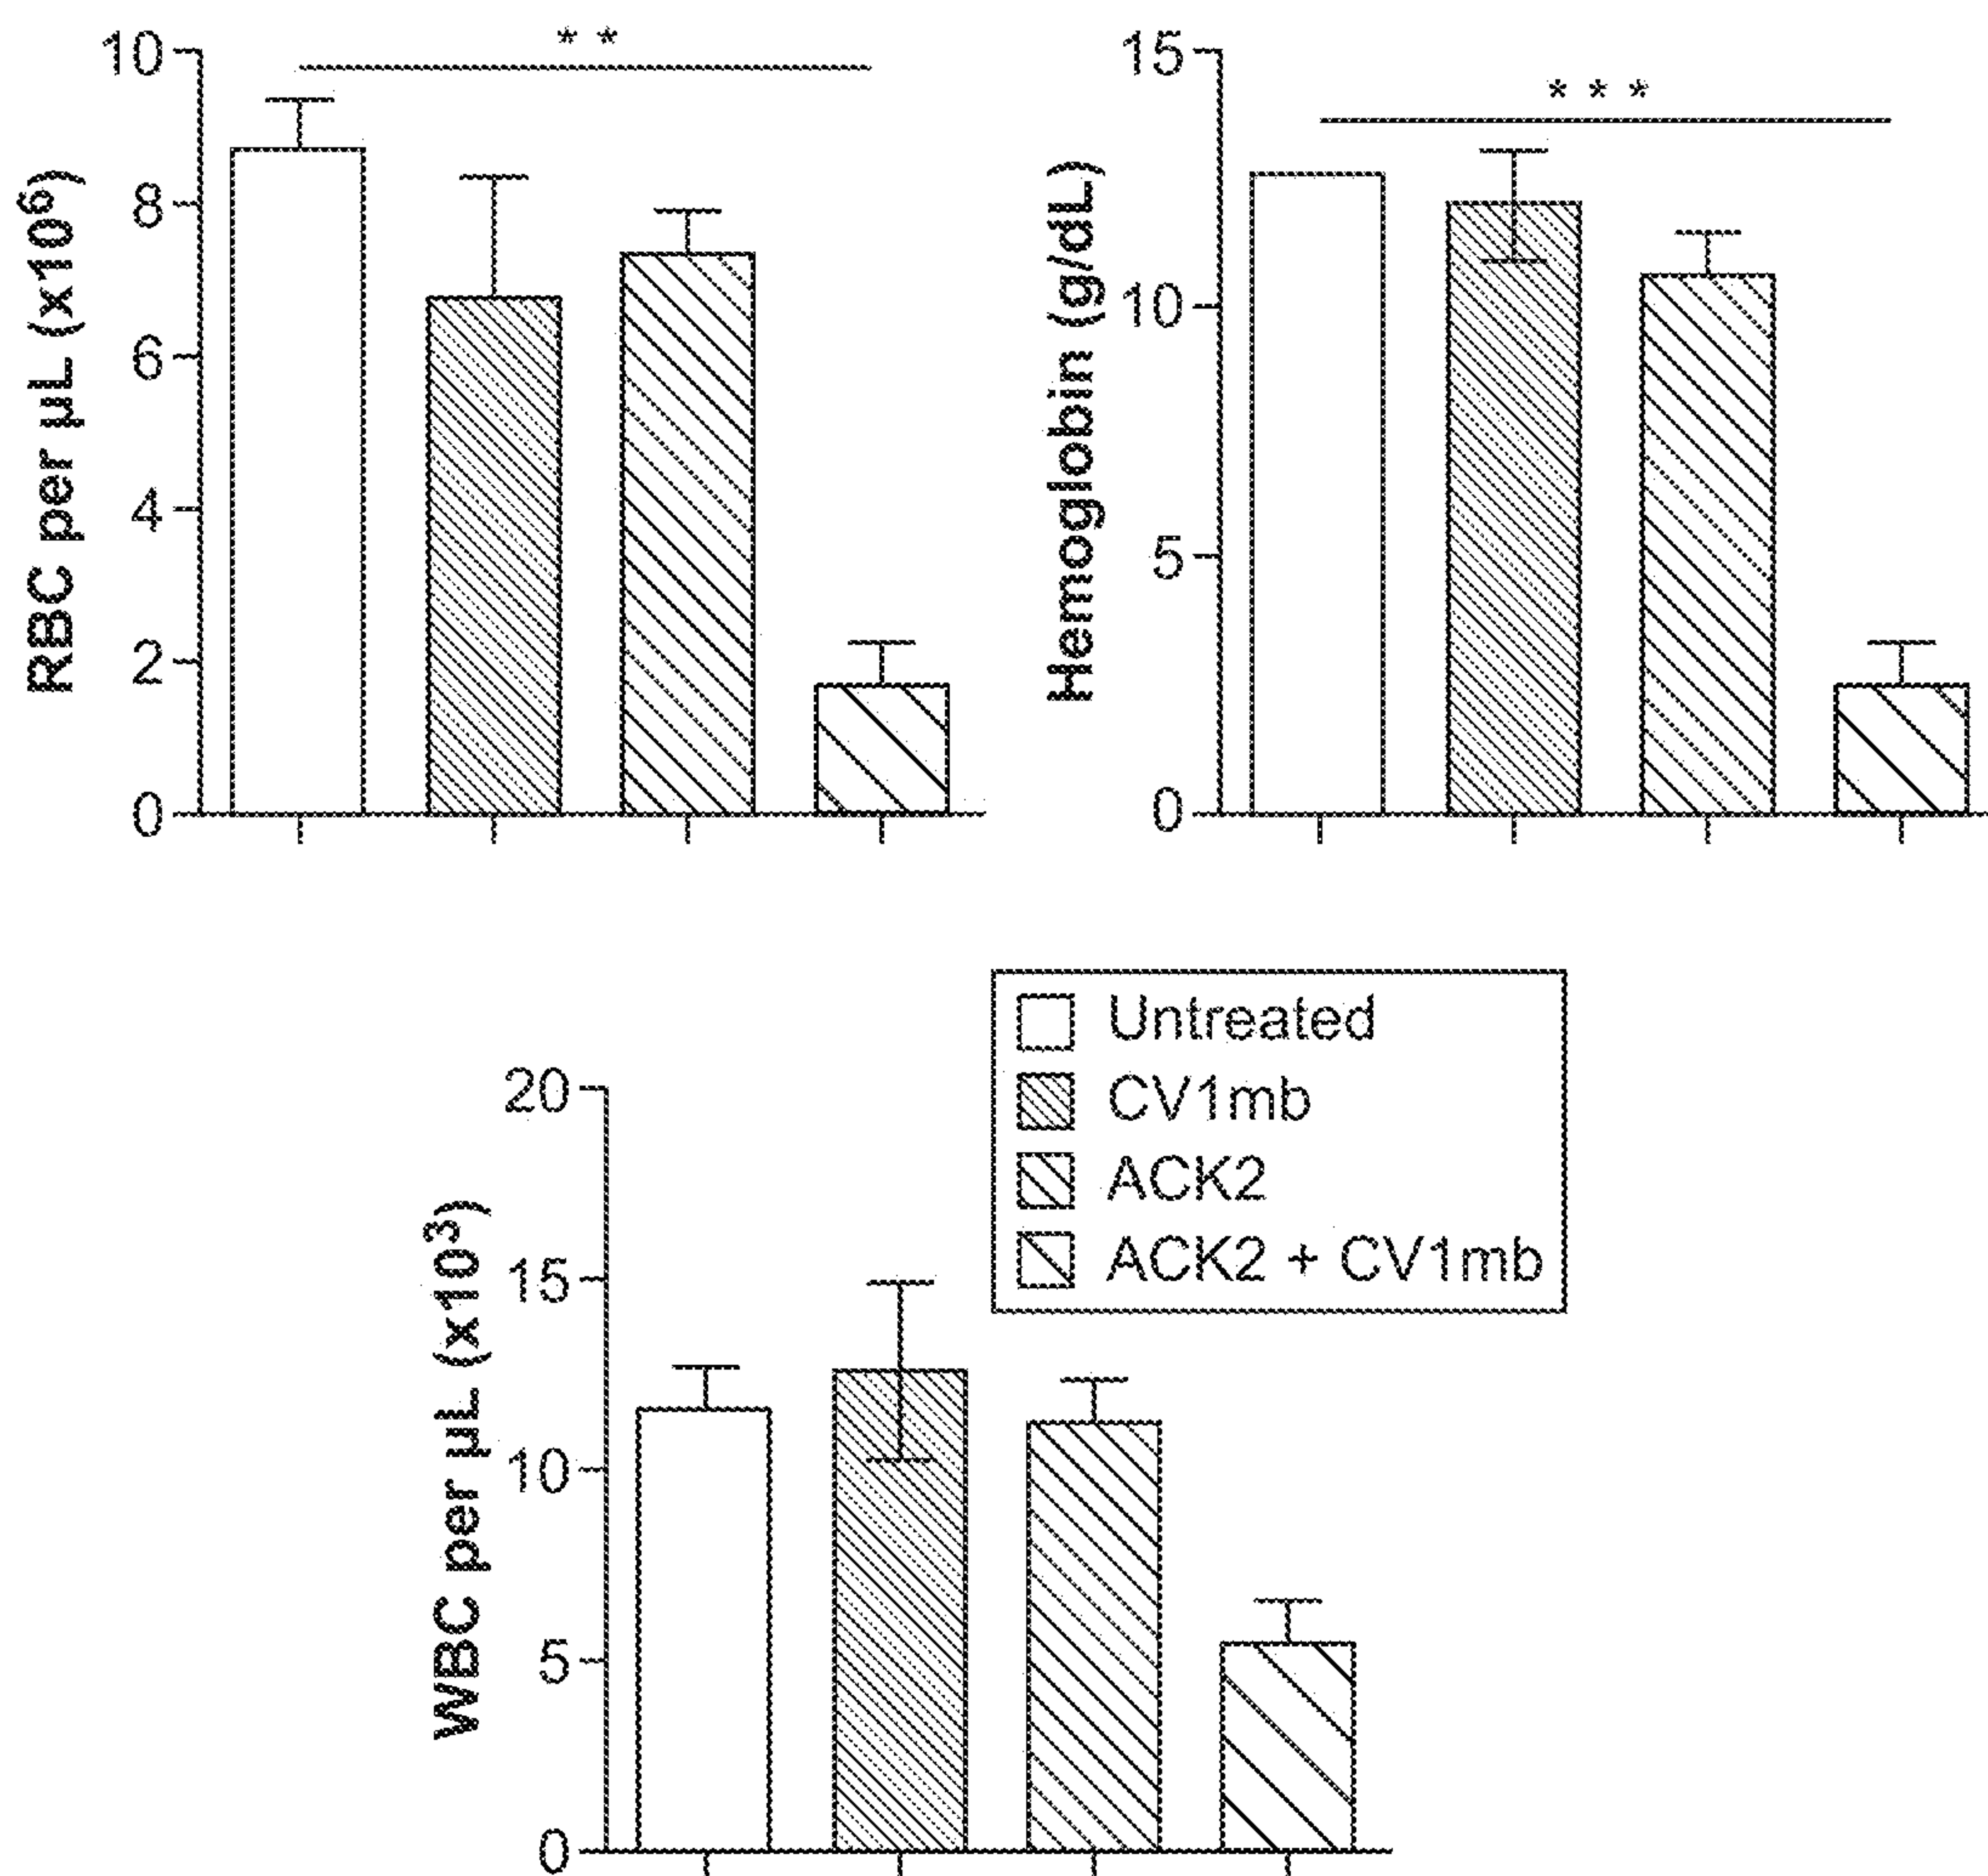 RBC per µL (x10⁶)
10
8
6
4
2
0
**
Hemoglobin (g/dL)
15
10
5
0
***
Untreated
CV1mb
ACK2
ACK2 + CV1mb
WBC per µL (x10³)
20
15
10
5
0